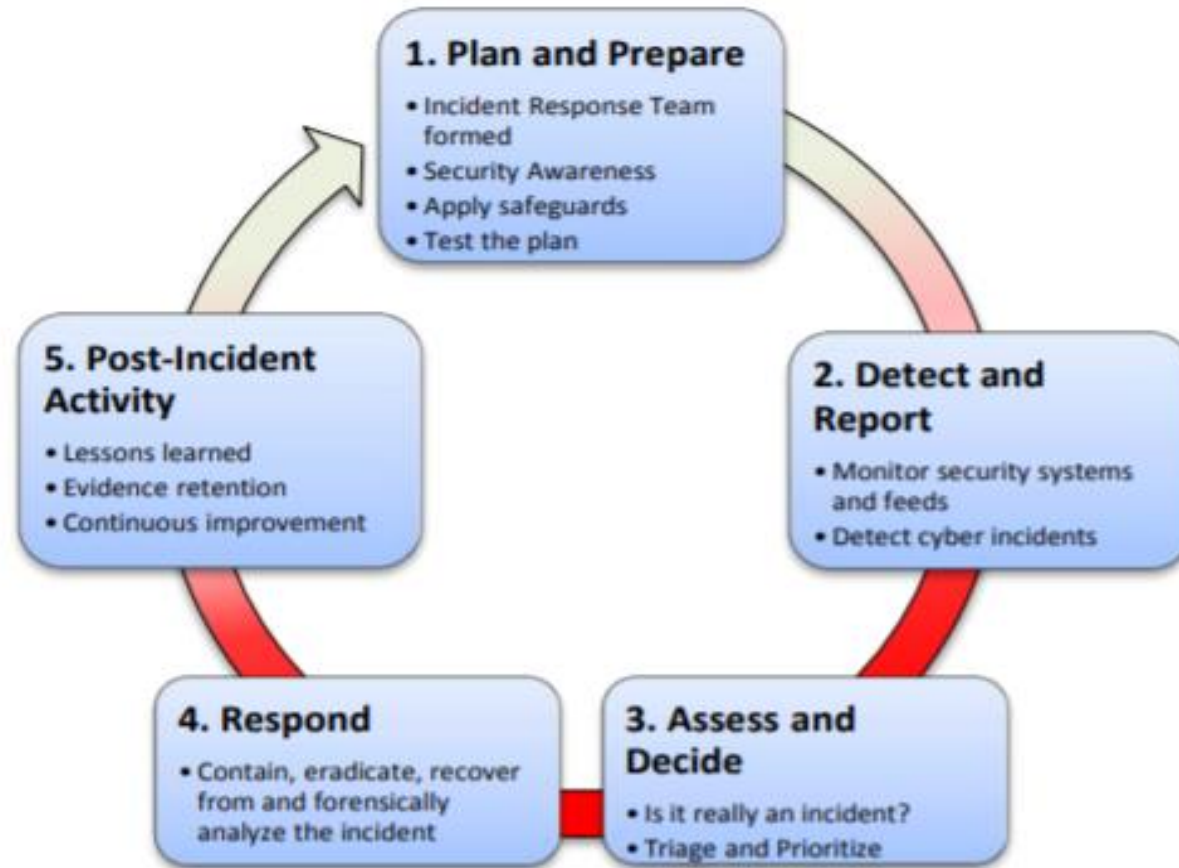 1. Plan and Prepare
• Incident Response Team
formed
• Security Awareness
• Apply safeguards
• Test the plan
2. Detect and
Report
• Monitor security systems
and feeds
• Detect cyber incidents
3. Assess and
Decide
• Is it really an incident?
• Triage and Prioritize
4. Respond
• Contain, eradicate, recover
from and forensically
analyze the incident
5. Post-Incident
Activity
• Lessons learned
• Evidence retention
• Continuous improvement